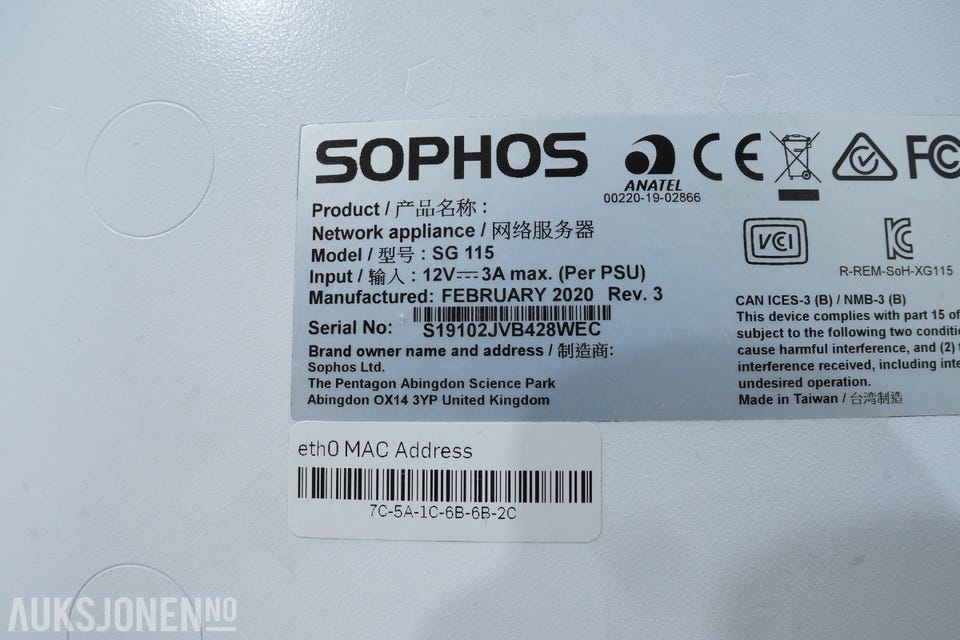 SOPHOS
ANATEL
00220-19-02866
FC
Product / 产品名称 :
Network appliance / 网络服务器
Model / 型号 : SG 115
Input / 输入 : 12V⎓3A max. (Per PSU)
Manufactured: FEBRUARY 2020 Rev. 3
Serial No: S19102JVB428WEC
Brand owner name and address / 制造商:
Sophos Ltd.
The Pentagon Abingdon Science Park
Abingdon OX14 3YP United Kingdom
VCI
R-REM-SoH-XG115
CAN ICES-3 (B) / NMB-3 (B)
This device complies with part 15 of
subject to the following two conditi
cause harmful interference, and (2)
interference received, including inte
undesired operation.
Made in Taiwan / 台湾制造
eth0 MAC Address
7C-5A-1C-6B-6B-2C
AUKSJONEN.NO